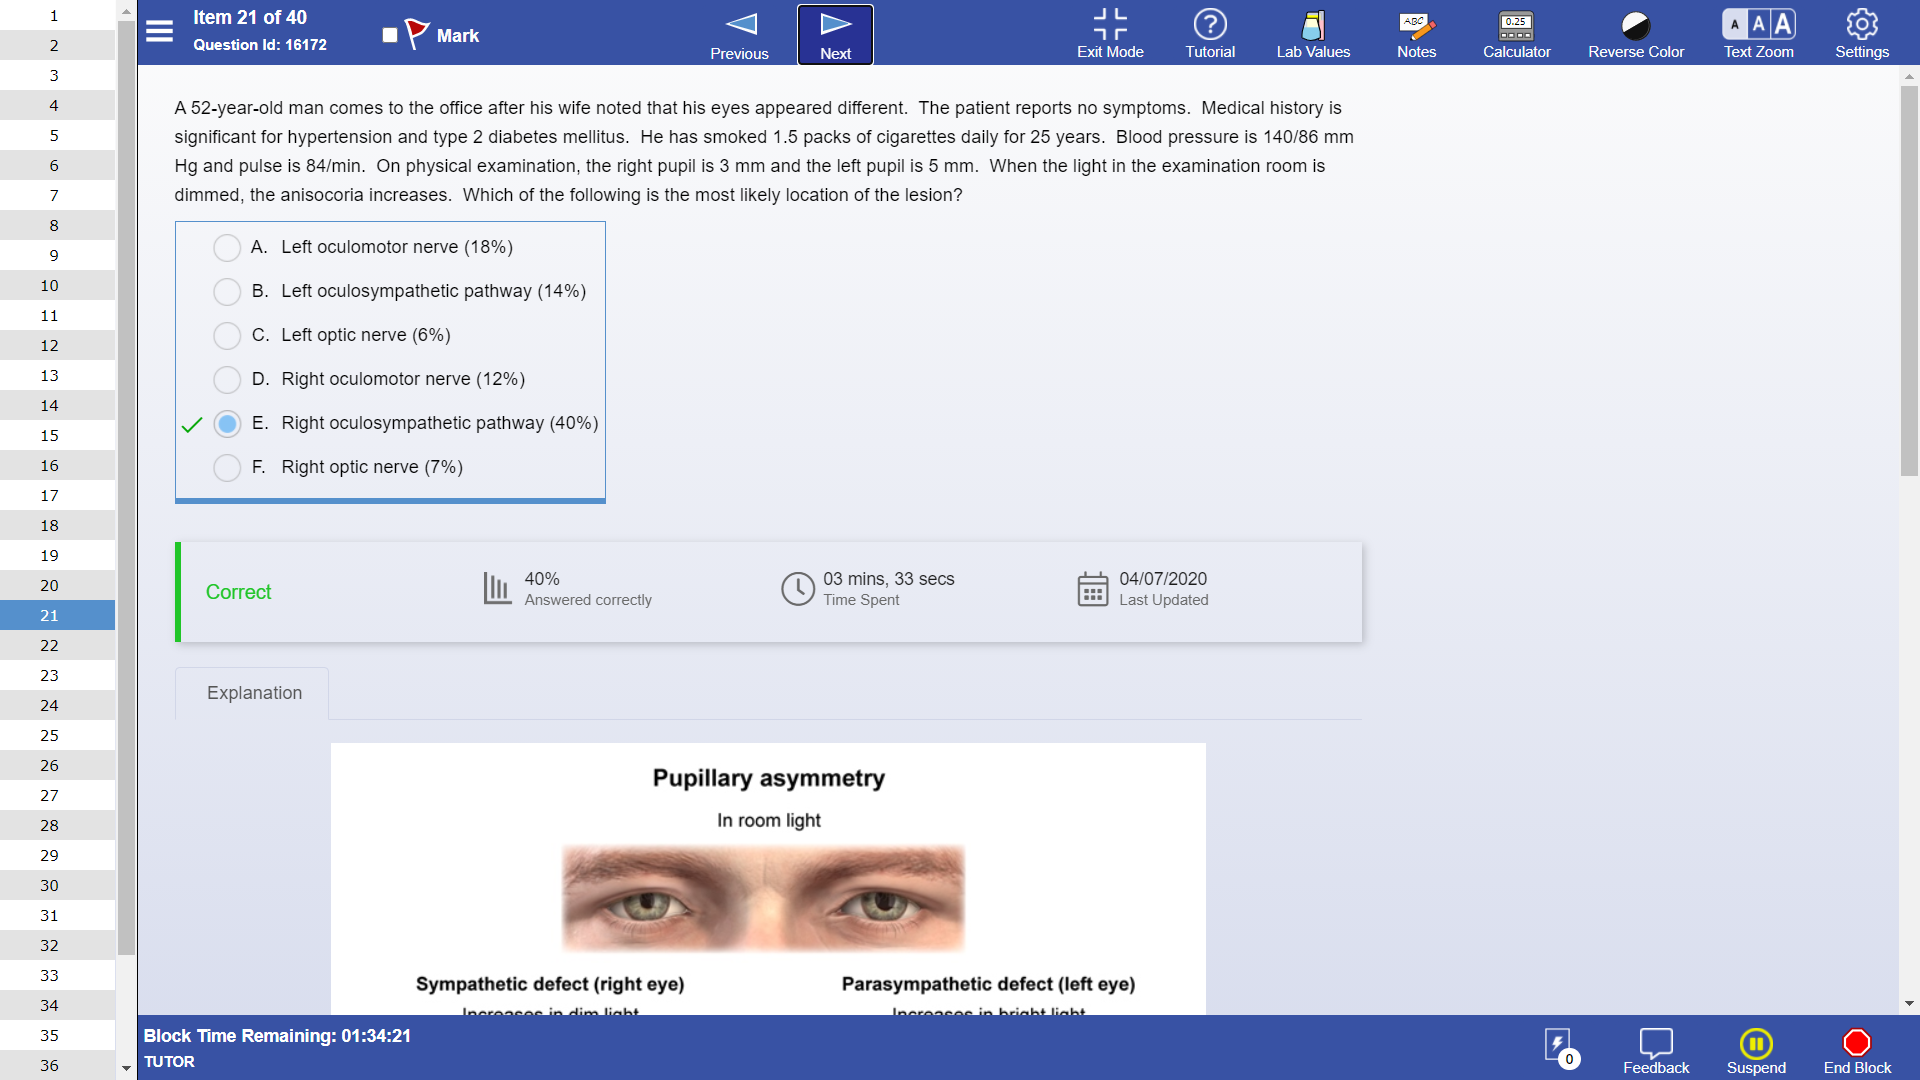 1
2
3
4
5
6
7
8
9
10
11
12
13
14
15
16
17
18
19
20
21
22
23
24
25
26
27
28
29
30
31
32
33
34
35
36
Item 21 of 40
Question Id: 16172
Mark
Previous
Next
Exit Mode
Tutorial
Lab Values
Notes
Calculator
Reverse Color
Text Zoom
Settings
ABC
0.25
A A A
A 52-year-old man comes to the office after his wife noted that his eyes appeared different. The patient reports no symptoms. Medical history is
significant for hypertension and type 2 diabetes mellitus. He has smoked 1.5 packs of cigarettes daily for 25 years. Blood pressure is 140/86 mm
Hg and pulse is 84/min. On physical examination, the right pupil is 3 mm and the left pupil is 5 mm. When the light in the examination room is
dimmed, the anisocoria increases. Which of the following is the most likely location of the lesion?
A. Left oculomotor nerve (18%)
B. Left oculosympathetic pathway (14%)
C. Left optic nerve (6%)
D. Right oculomotor nerve (12%)
E. Right oculosympathetic pathway (40%)
F. Right optic nerve (7%)
Correct
40%
Answered correctly
03 mins, 33 secs
Time Spent
04/07/2020
Last Updated
Explanation
Pupillary asymmetry
In room light
Sympathetic defect (right eye)
Parasympathetic defect (left eye)
Increases in dim light
Increases in bright light
Block Time Remaining: 01:34:21
TUTOR
0
Feedback
Suspend
End Block